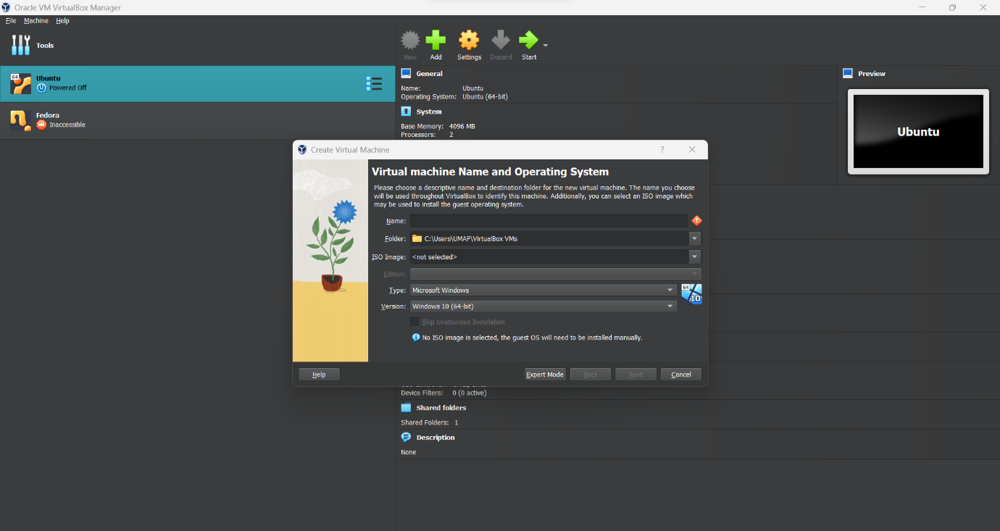 Oracle VM VirtualBox Manager
File Machine Help
Tools
New Add Settings Discard Start
64 Ubuntu
Powered Off
Fedora
Inaccessible
General
Name: Ubuntu
Operating System: Ubuntu (64-bit)
System
Base Memory: 4096 MB
Processors: 2
Preview
Ubuntu
Create Virtual Machine ?
Virtual machine Name and Operating System
Please choose a descriptive name and destination folder for the new virtual machine. The name you choose
will be used throughout VirtualBox to identify this machine. Additionally, you can select an ISO image which
may be used to install the guest operating system.
Name:
Folder: C:\Users\UMAP\VirtualBox VMs
ISO Image: <not selected>
Edition:
Type: Microsoft Windows
64 10
Version: Windows 10 (64-bit)
Skip Unattended Installation
No ISO image is selected, the guest OS will need to be installed manually.
Help Expert Mode Back Next Cancel
Device Filters: 0 (0 active)
Shared folders
Shared Folders: 1
Description
None